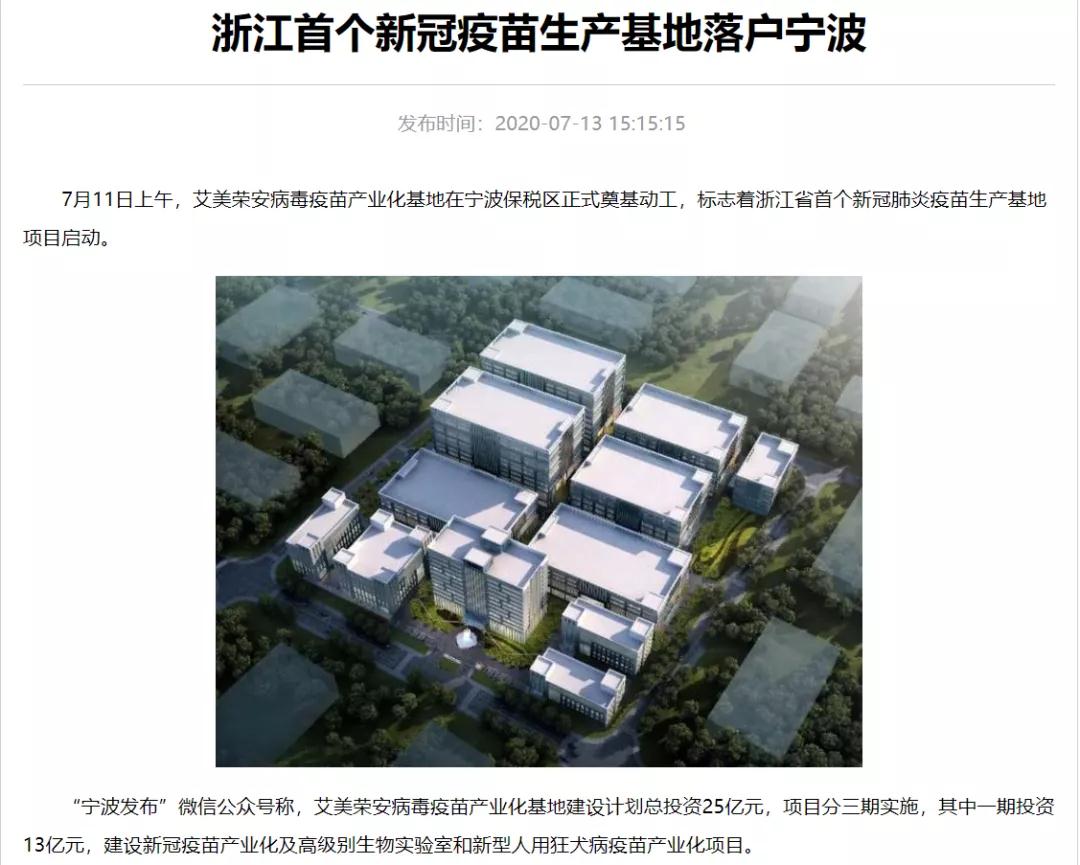 浙江首个新冠疫苗生产基地落户宁波
发布时间：2020-07-13 15:15:15
7月11日上午，艾美荣安病毒疫苗产业化基地在宁波保税区正式奠基动工，标志着浙江省首个新冠肺炎疫苗生产基地
项目启动。
“宁波发布”微信公众号称，艾美荣安病毒疫苗产业化基地建设计划总投资25亿元，项目分三期实施，其中一期投资
13亿元，建设新冠疫苗产业化及高级别生物实验室和新型人用狂犬病疫苗产业化项目。